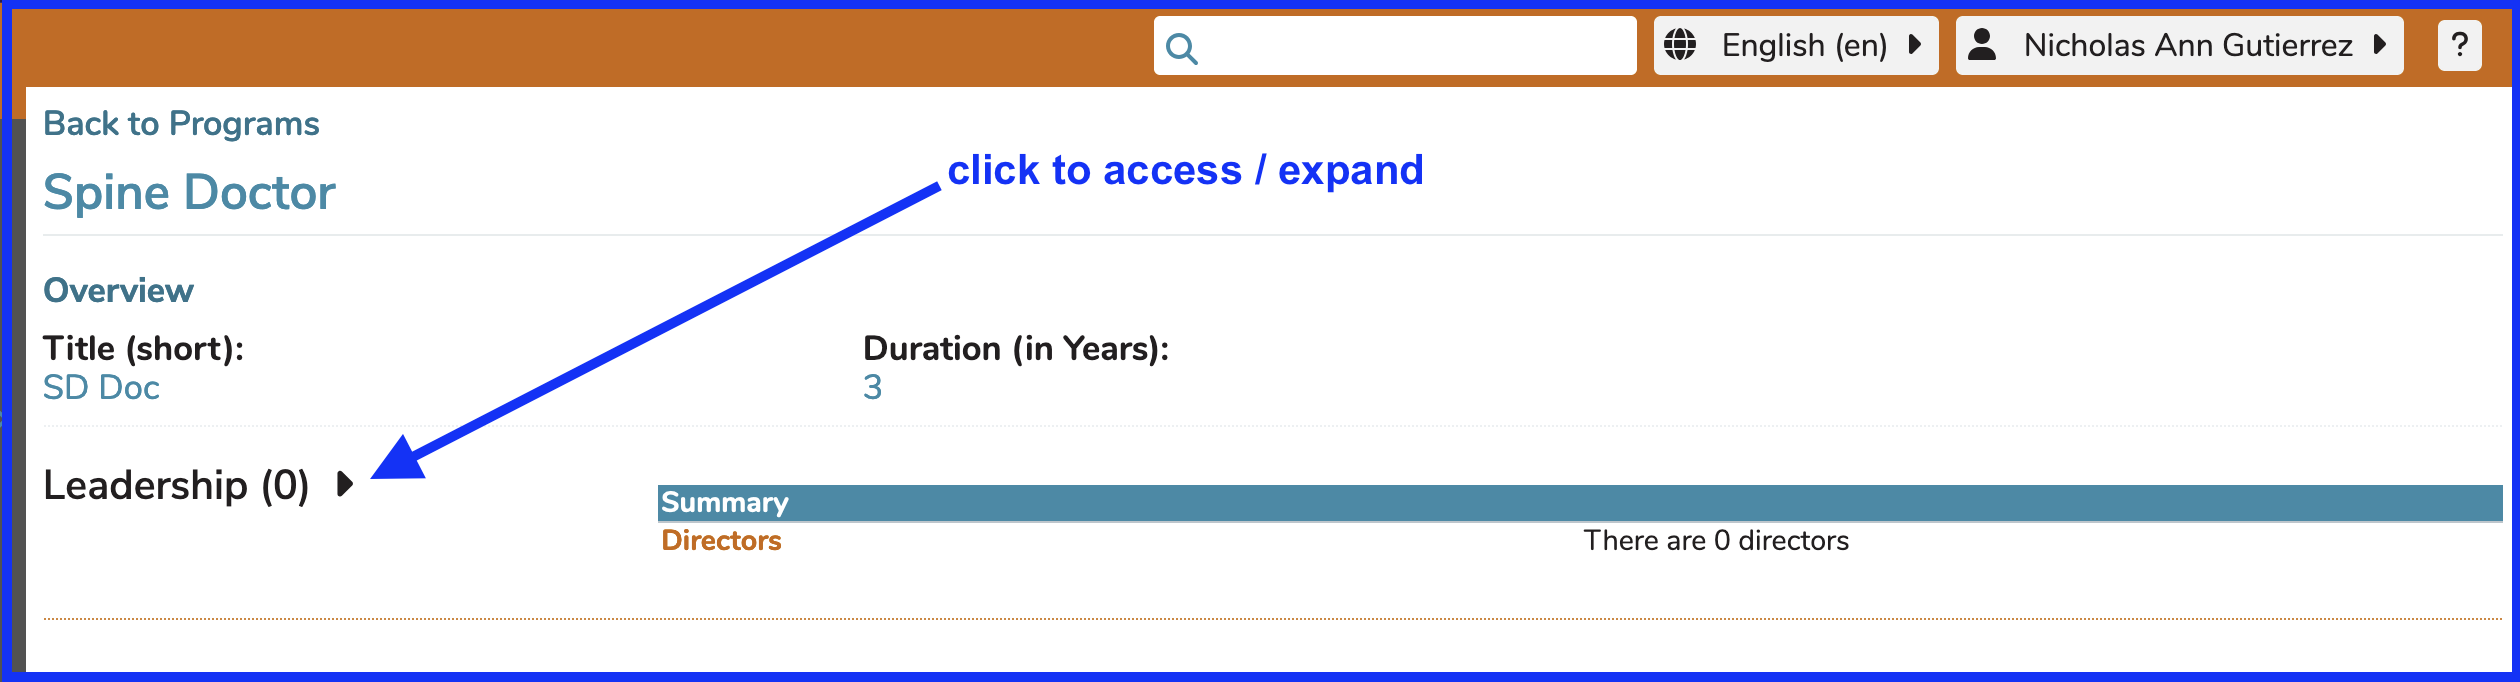 English (en)
Nicholas Ann Gutierrez
?
Back to Programs
click to access / expand
Spine Doctor
Overview
Title (short):
SD Doc
Duration (in Years):
3
Leadership (0)
Summary
Directors
There are 0 directors